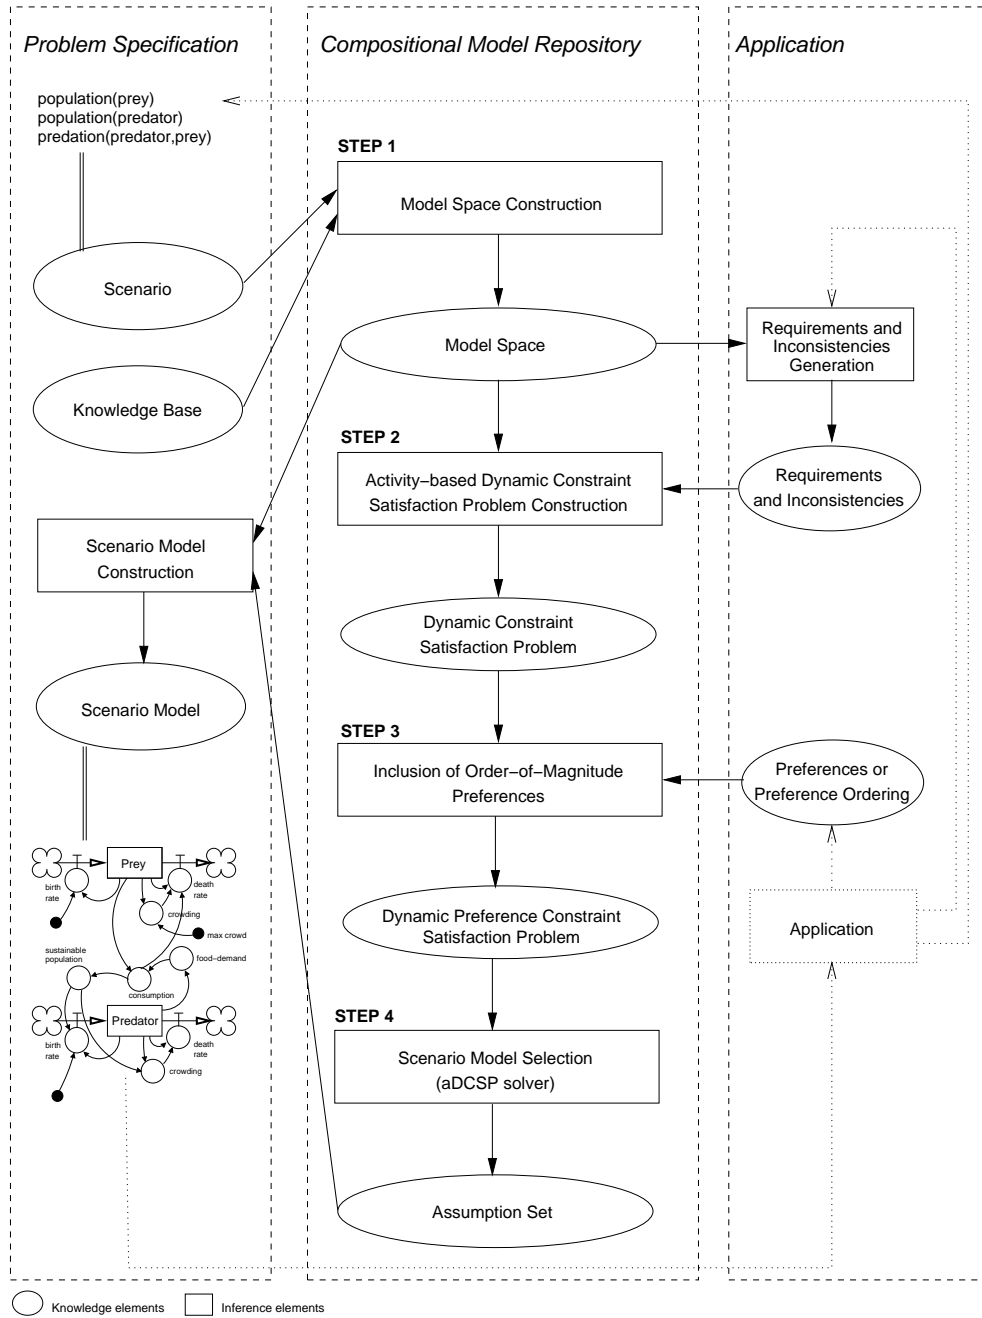 Problem Specification
Compositional Model Repository
Application
population(prey)
population(predator)
predation(predator,prey)
STEP 1
Model Space Construction
Scenario
Model Space
Requirements and
Inconsistencies
Generation
Knowledge Base
STEP 2
Activity−based Dynamic Constraint
Satisfaction Problem Construction
Requirements
and Inconsistencies
Scenario Model
Construction
Dynamic Constraint
Satisfaction Problem
Scenario Model
STEP 3
Inclusion of Order−of−Magnitude
Preferences
Preferences or
Preference Ordering
Prey
birth
rate
death
rate
crowding
max crowd
sustainable
population
food−demand
consumption
Predator
birth
rate
death
rate
crowding
Dynamic Preference Constraint
Satisfaction Problem
Application
STEP 4
Scenario Model Selection
(aDCSP solver)
Assumption Set
Knowledge elements
Inference elements